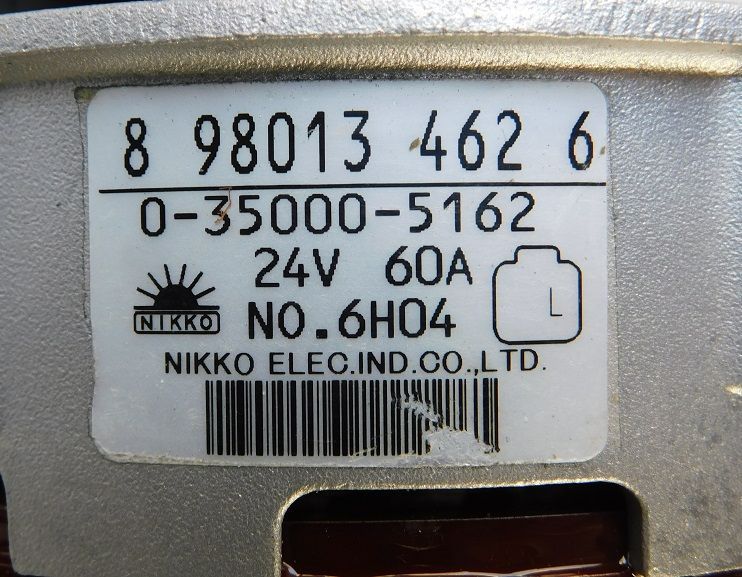 8 98013 462 6
0-35000-5162
24V 60A
L
NIKKO
NO.6H04
NIKKO ELEC.IND.CO.,LTD.